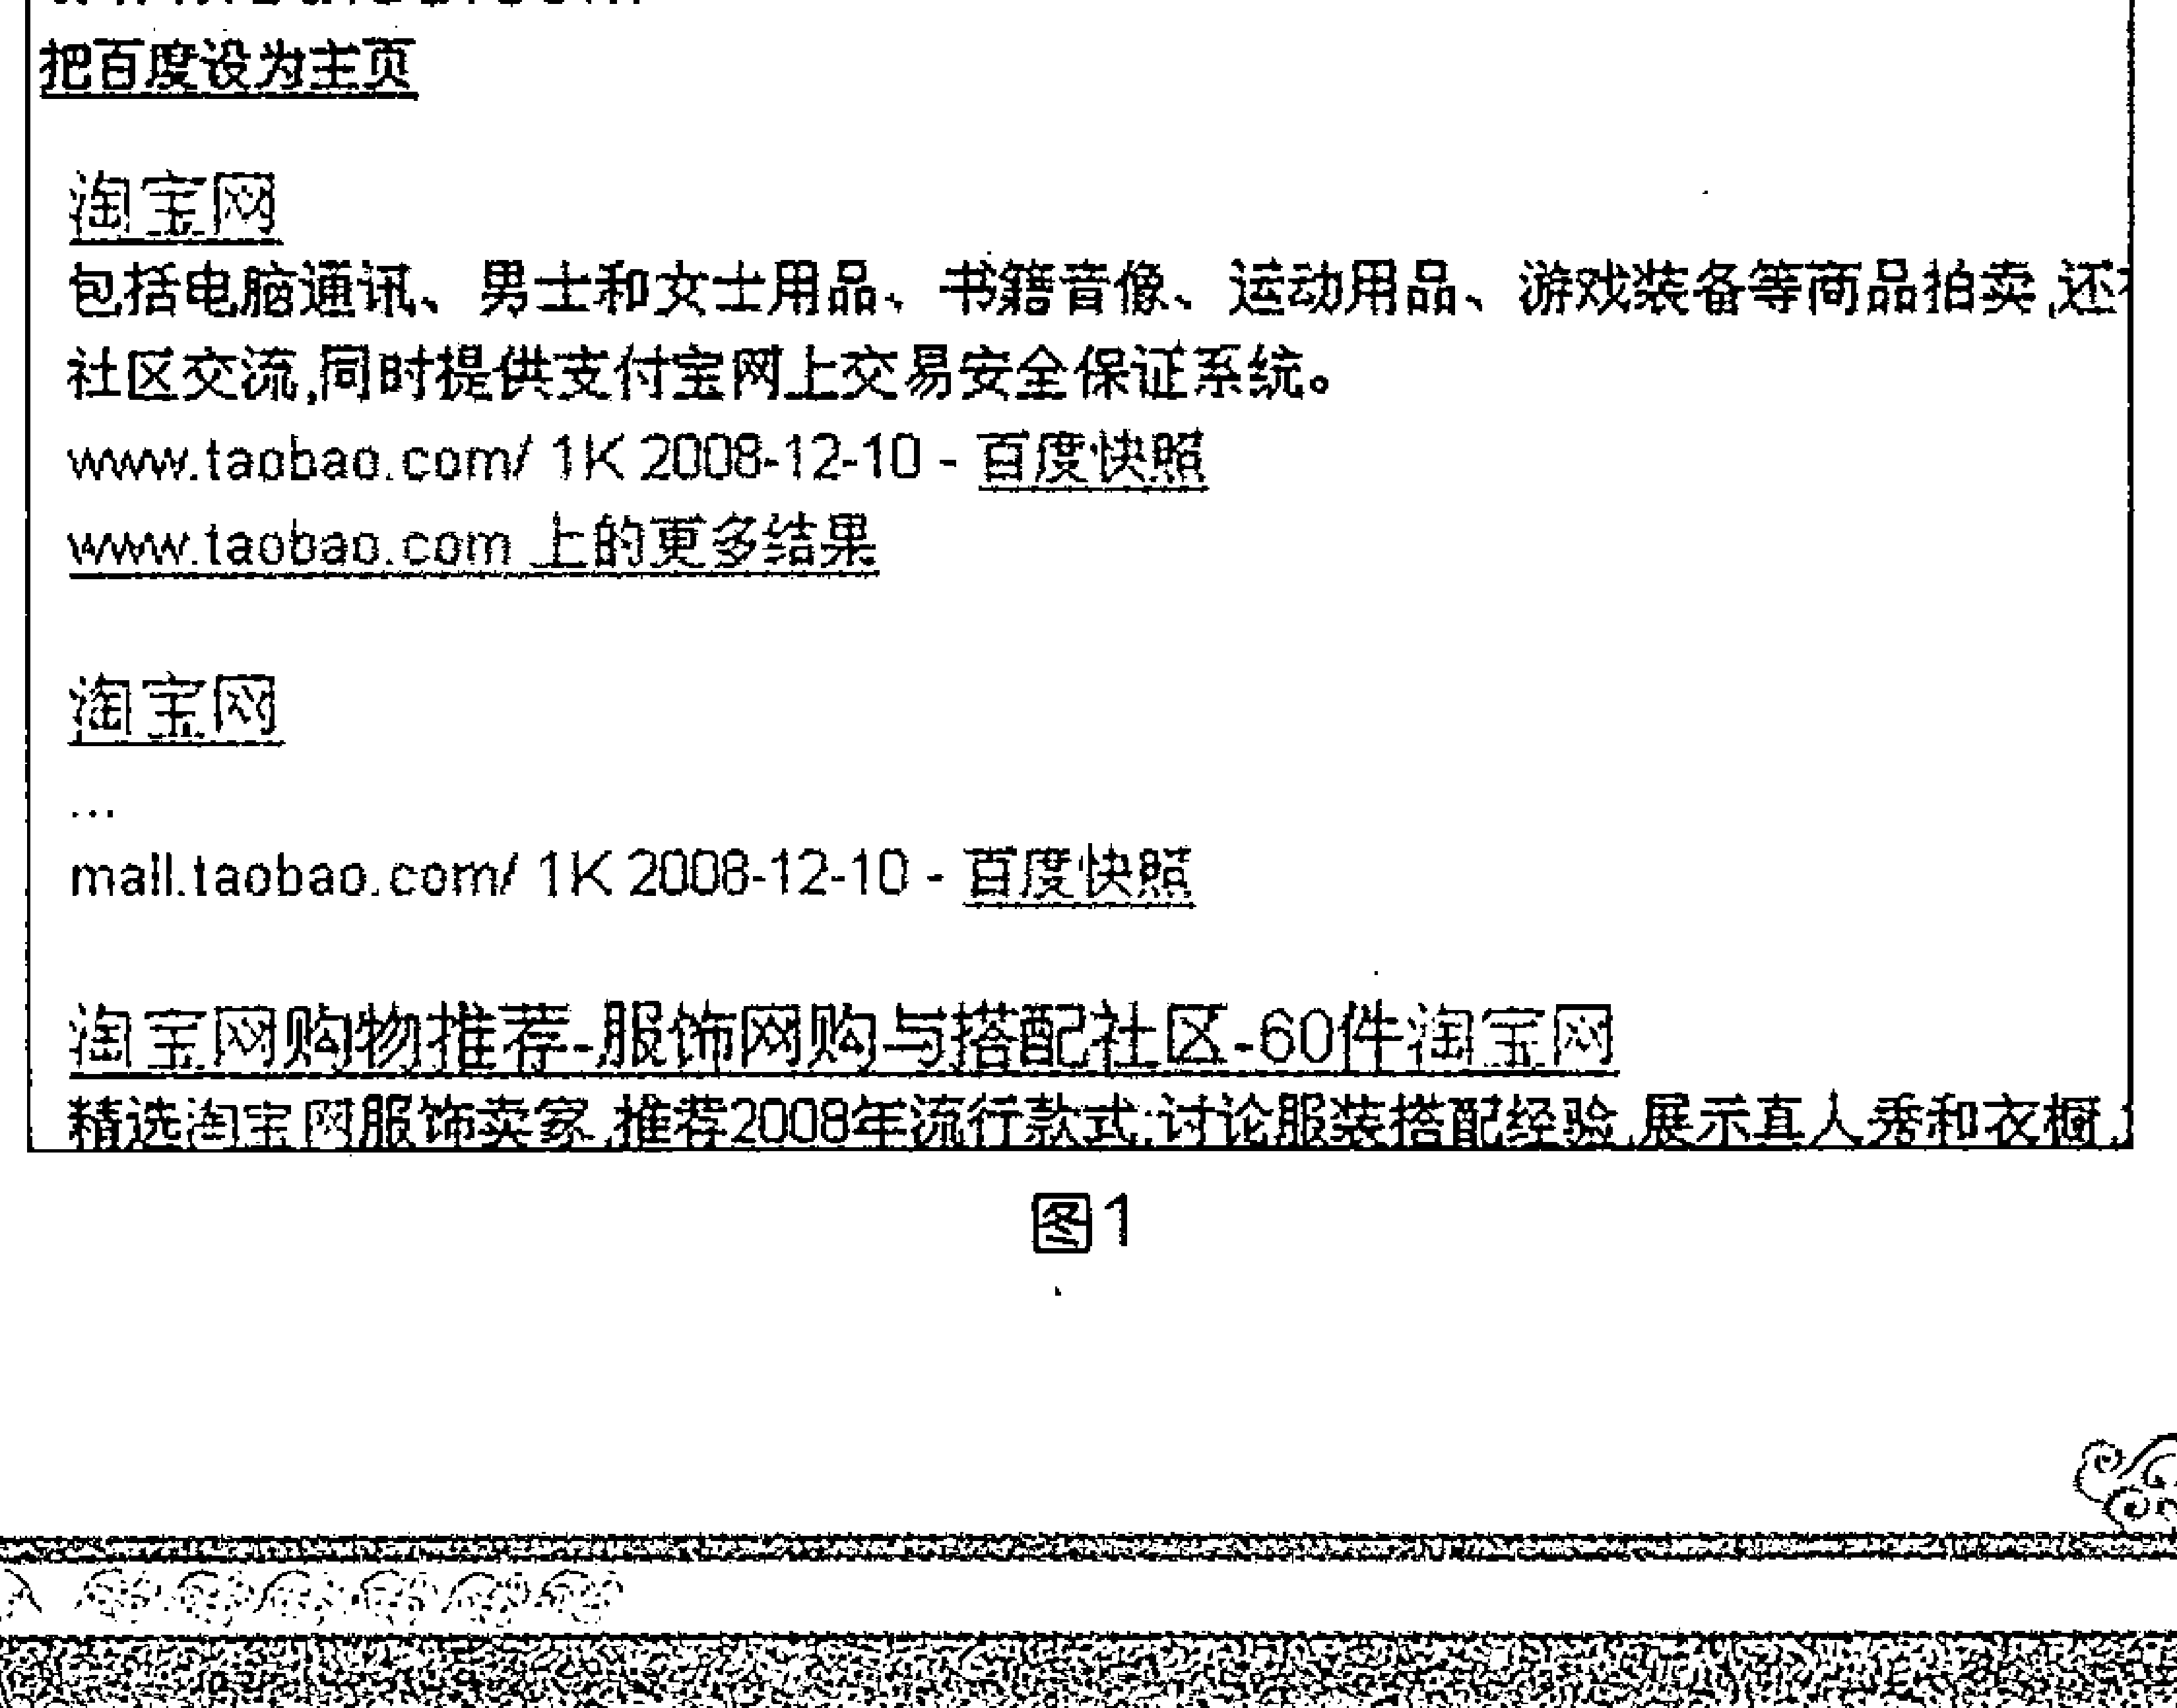 把百度设为主页
淘宝网
包括电脑通讯、男士和女士用品、书籍音像、运动用品、游戏装备等商品拍卖,还
社区交流,同时提供支付宝网上交易安全保证系统。
www.taobao.com/ 1K 2008-12-10 - 百度快照
www.taobao.com 上的更多结果
淘宝网
...
mall.taobao.com/ 1K 2008-12-10 - 百度快照
淘宝网购物推荐-服饰网购与搭配社区-60件淘宝网
精选淘宝网服饰卖家,推荐2008年流行款式;讨论服装搭配经验,展示真人秀和衣橱,
图1